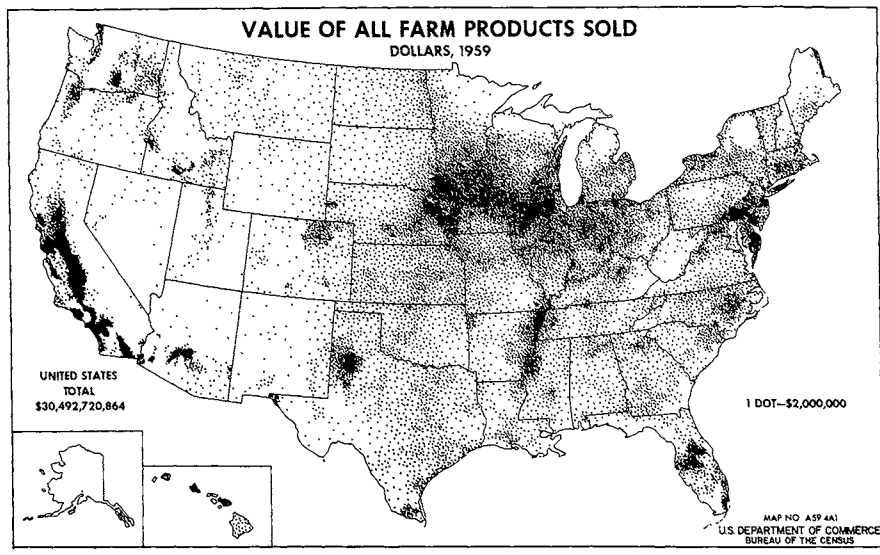 VALUE OF ALL FARM PRODUCTS SOLD
DOLLARS, 1959
UNITED STATES
TOTAL
$30,492,720,864
1 DOT—$2,000,000
MAP NO. A59 4A1
U.S. DEPARTMENT OF COMMERCE
BUREAU OF THE CENSUS